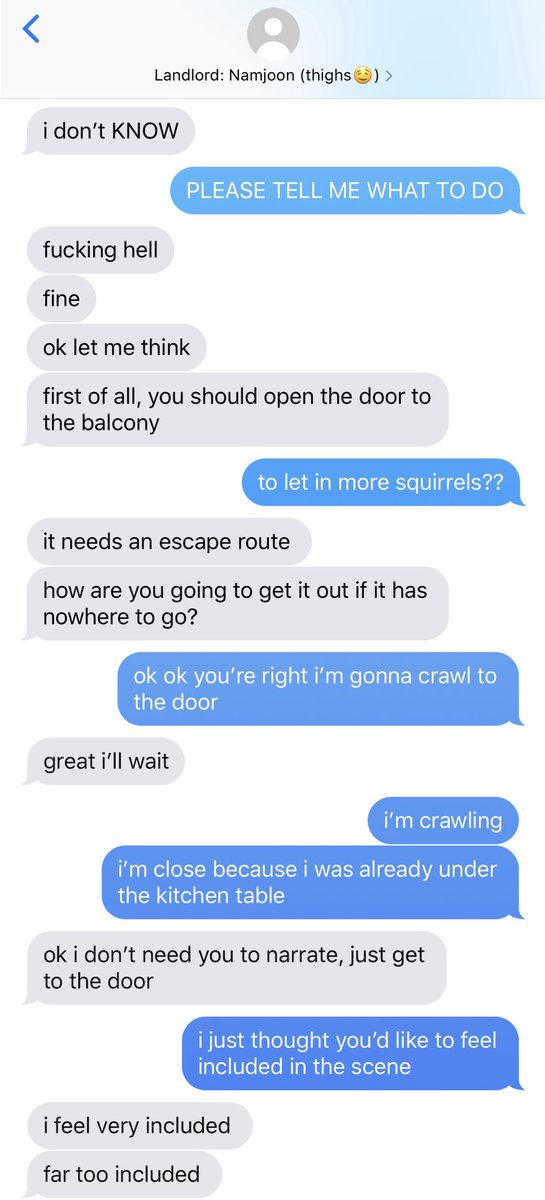 Landlord: Namjoon (thighs🤤)
i don’t KNOW
PLEASE TELL ME WHAT TO DO
fucking hell
fine
ok let me think
first of all, you should open the door to
the balcony
to let in more squirrels??
it needs an escape route
how are you going to get it out if it has
nowhere to go?
ok ok you’re right i’m gonna crawl to
the door
great i’ll wait
i’m crawling
i’m close because i was already under
the kitchen table
ok i don’t need you to narrate, just get
to the door
i just thought you’d like to feel
included in the scene
i feel very included
far too included